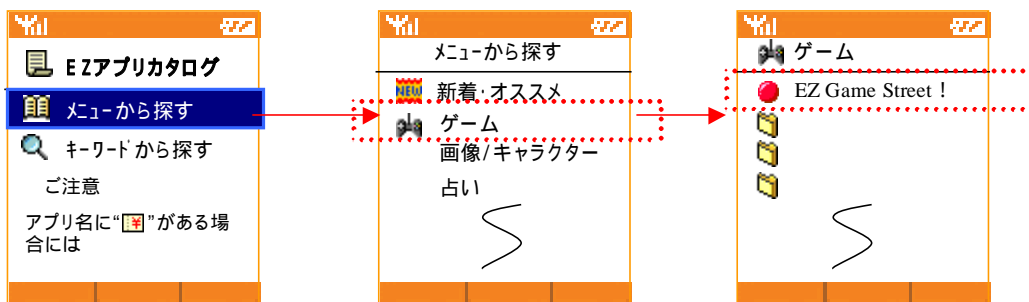 EZアプリカタログ
メニューから探す
キーワードから探す
ご注意
アプリ名に“¥”がある場
合には
メニューから探す
NEW 新着・オススメ
ゲーム
画像/キャラクター
占い
ゲーム
EZ Game Street！